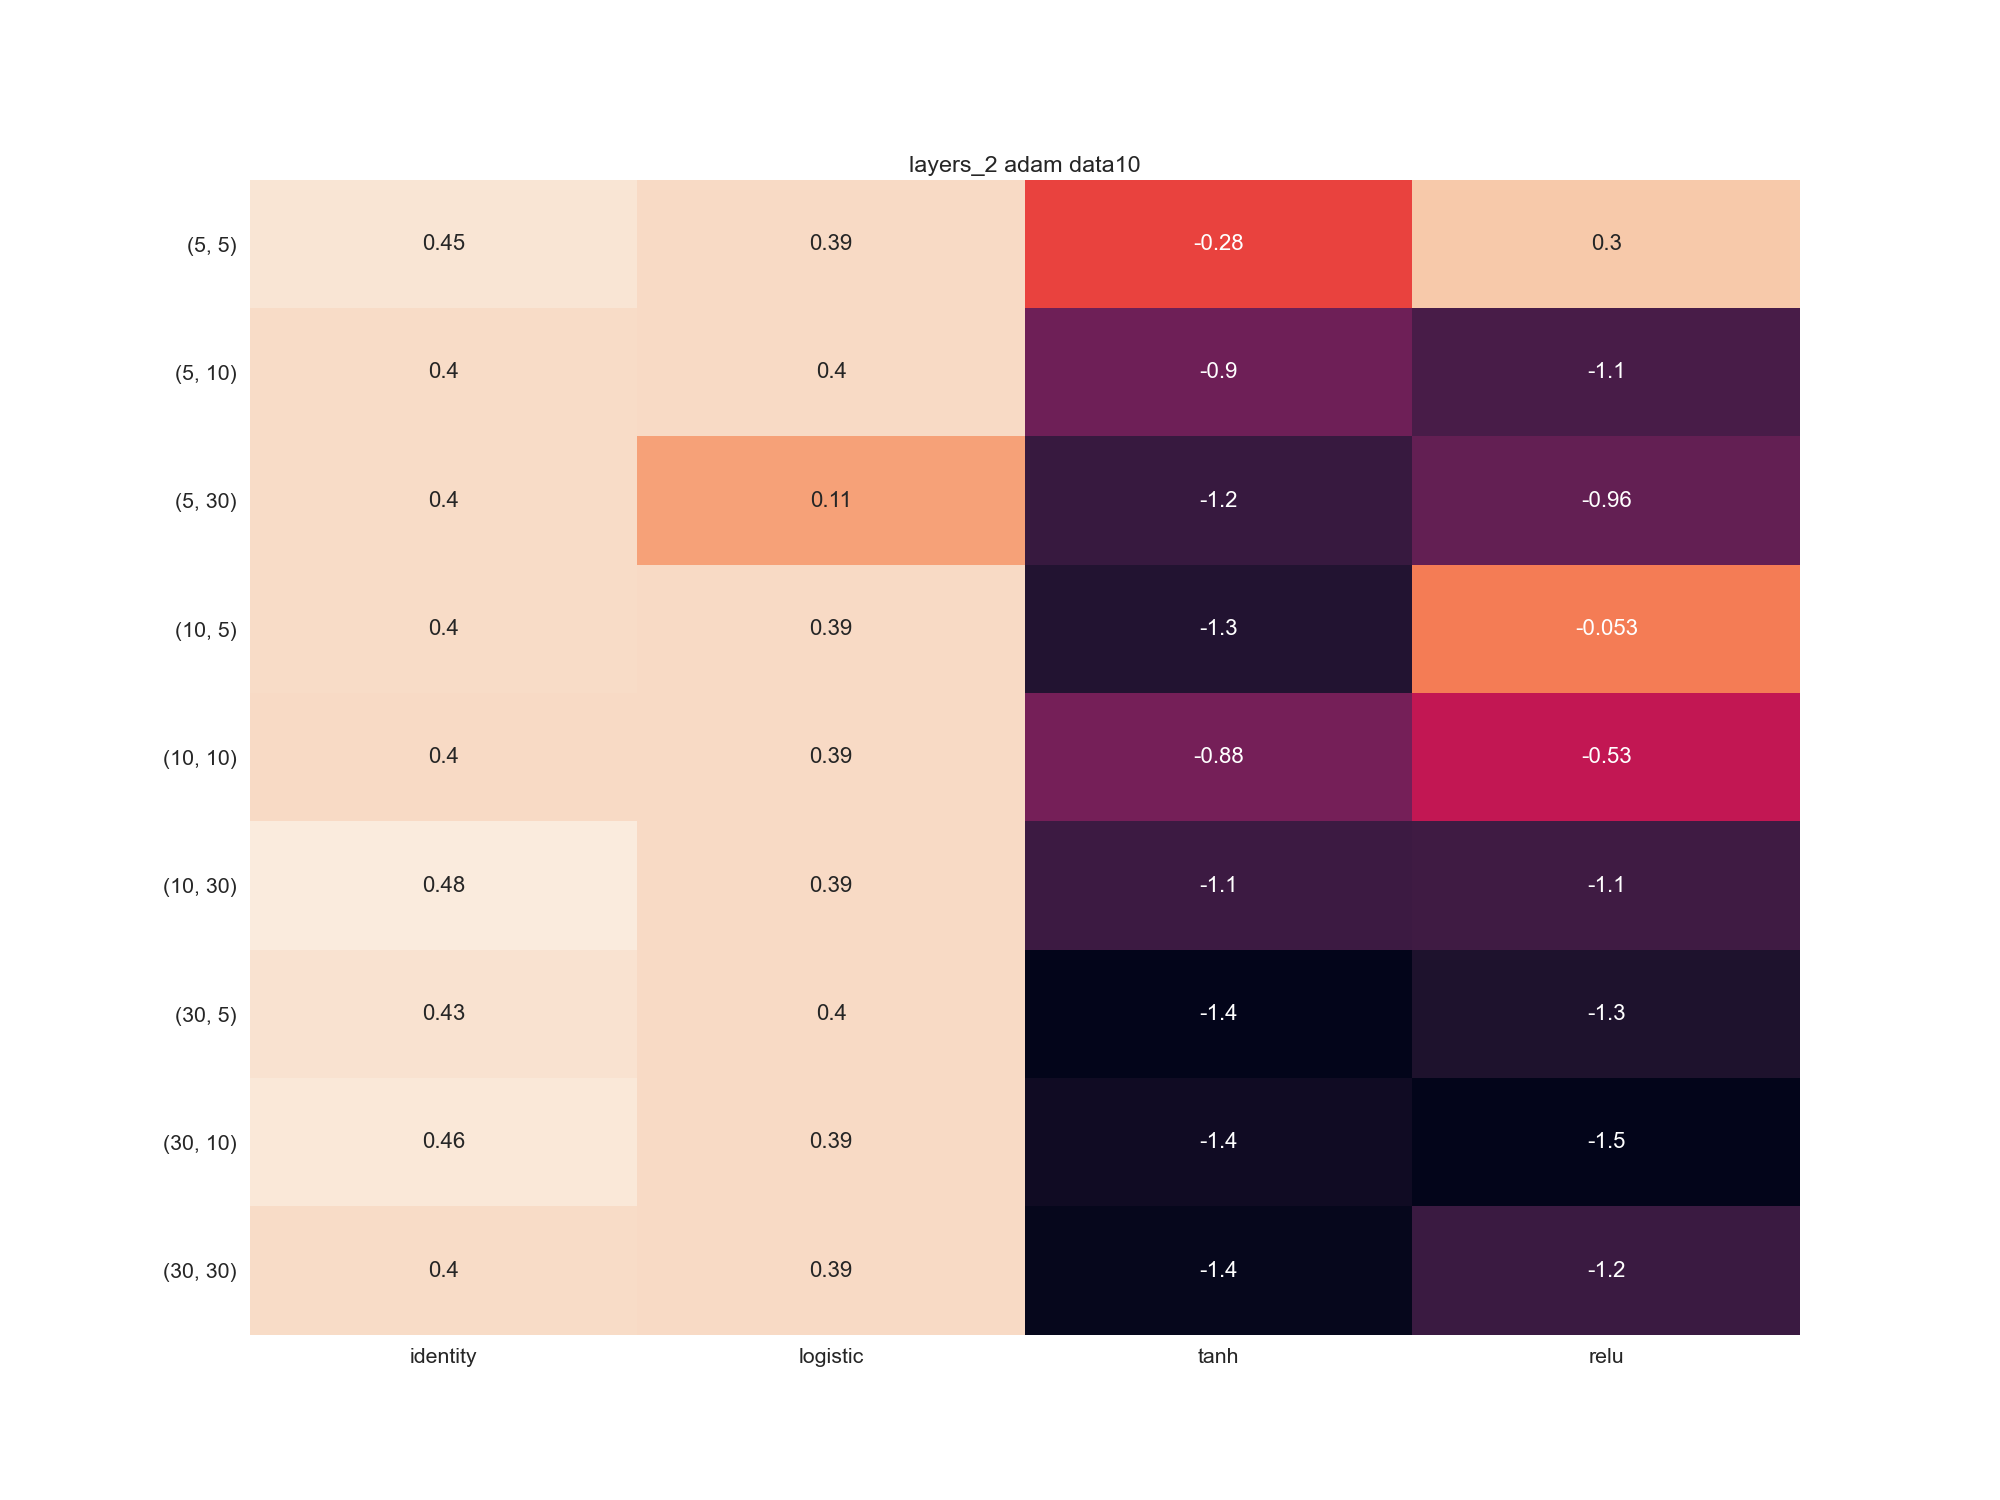 layers_2 adam data10
(5, 5) 0.45 0.39 -0.28 0.3
(5, 10) 0.4 0.4 -0.9 -1.1
(5, 30) 0.4 0.11 -1.2 -0.96
(10, 5) 0.4 0.39 -1.3 -0.053
(10, 10) 0.4 0.39 -0.88 -0.53
(10, 30) 0.48 0.39 -1.1 -1.1
(30, 5) 0.43 0.4 -1.4 -1.3
(30, 10) 0.46 0.39 -1.4 -1.5
(30, 30) 0.4 0.39 -1.4 -1.2
identity logistic tanh relu